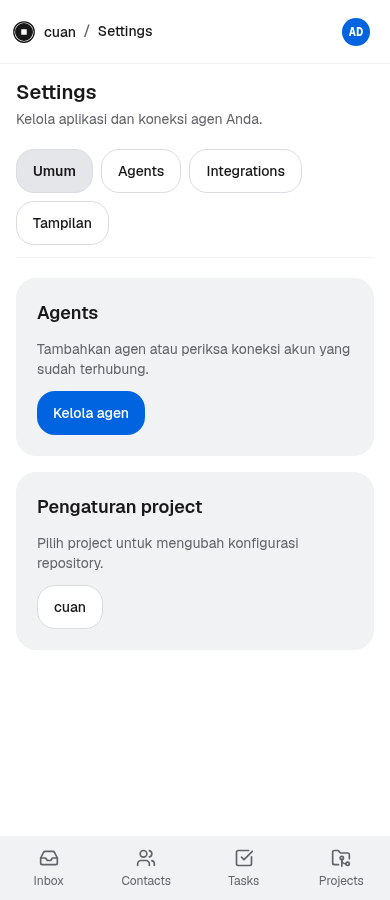 cuan / Settings
AD
Settings
Kelola aplikasi dan koneksi agen Anda.
Umum
Agents
Integrations
Tampilan
Agents
Tambahkan agen atau periksa koneksi akun yang
sudah terhubung.
Kelola agen
Pengaturan project
Pilih project untuk mengubah konfigurasi
repository.
cuan
Inbox
Contacts
Tasks
Projects